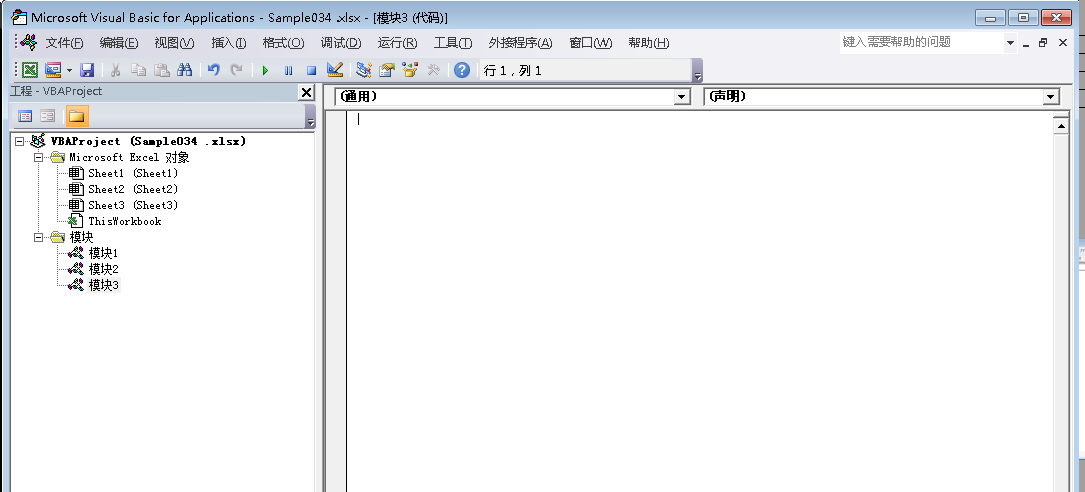 Microsoft Visual Basic for Applications - Sample034 .xlsx - [模块3 (代码)]
文件(F) 编辑(E) 视图(V) 插入(I) 格式(O) 调试(D) 运行(R) 工具(T) 外接程序(A) 窗口(W) 帮助(H) 键入需要帮助的问题
行 1，列 1
工程 - VBAProject
(通用) (声明)
VBAProject (Sample034 .xlsx)
Microsoft Excel 对象
Sheet1 (Sheet1)
Sheet2 (Sheet2)
Sheet3 (Sheet3)
ThisWorkbook
模块
模块1
模块2
模块3